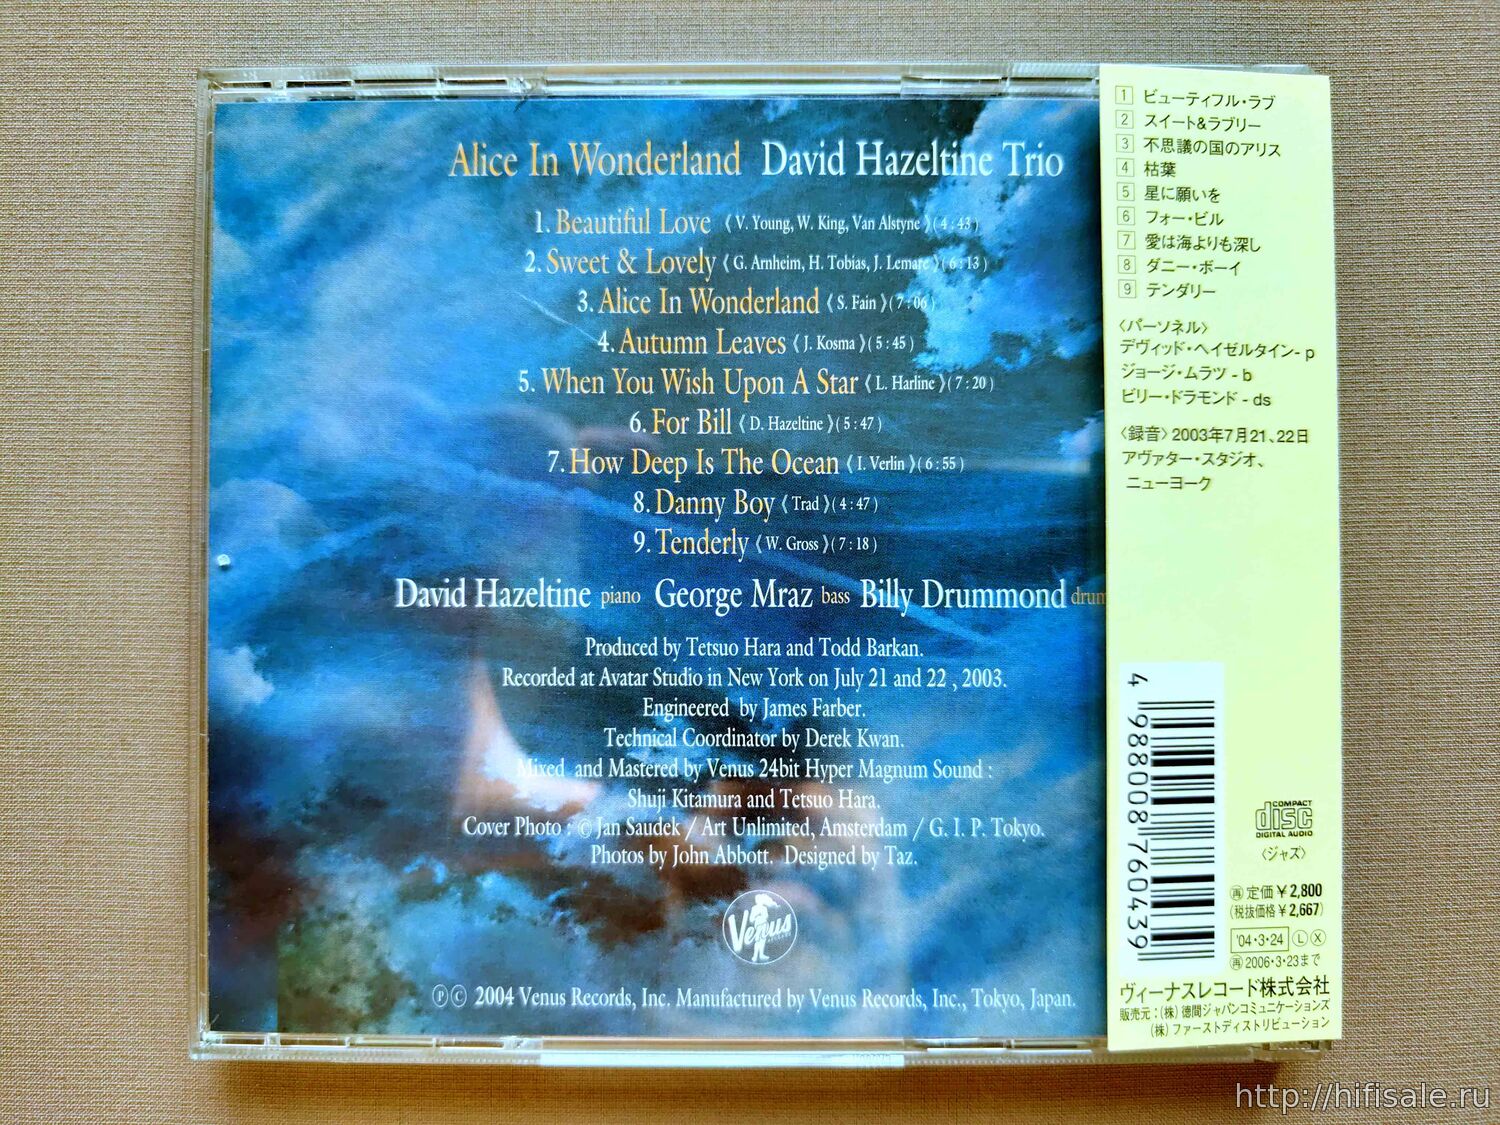 Alice In Wonderland David Hazeltine Trio
1. Beautiful Love 《 V. Young, W. King, Van Alstyne 》( 4 : 43 )
2. Sweet & Lovely 《 G. Arnheim, H. Tobias, J. Lemare 》( 6 : 13 )
3. Alice In Wonderland 《 S. Fain 》( 7 : 06 )
4. Autumn Leaves 《 J. Kosma 》( 5 : 45 )
5. When You Wish Upon A Star 《 L. Harline 》( 7 : 20 )
6. For Bill 《 D. Hazeltine 》( 5 : 47 )
7. How Deep Is The Ocean 《 I. Verlin 》( 6 : 55 )
8. Danny Boy 《 Trad 》( 4 : 47 )
9. Tenderly 《 W. Gross 》( 7 : 18 )
David Hazeltine piano George Mraz bass Billy Drummond drum
Produced by Tetsuo Hara and Todd Barkan.
Recorded at Avatar Studio in New York on July 21 and 22 , 2003.
Engineered by James Farber.
Technical Coordinator by Derek Kwan.
Mixed and Mastered by Venus 24bit Hyper Magnum Sound :
Shuji Kitamura and Tetsuo Hara.
Cover Photo : © Jan Saudek / Art Unlimited, Amsterdam / G. I. P. Tokyo.
Photos by John Abbott. Designed by Taz.
Venus
℗© 2004 Venus Records, Inc. Manufactured by Venus Records, Inc., Tokyo, Japan.
1 ビューティフル・ラブ
2 スイート&ラブリー
3 不思議の国のアリス
4 枯葉
5 星に願いを
6 フォー・ビル
7 愛は海よりも深し
8 ダニー・ボーイ
9 テンダリー
〈パーソネル〉
デヴィッド・ヘイゼルタイン- p
ジョージ・ムラツ - b
ビリー・ドラモンド - ds
〈録音〉2003年7月21、22日
アヴァター・スタジオ、
ニューヨーク
4 988008 760439
COMPACT
disc
DIGITAL AUDIO
〈ジャズ〉
再 定価¥2,800
(税抜価格¥2,667)
'04・3・24 Ⓛ Ⓧ
再 2006・3・23まで
ヴィーナスレコード株式会社
販売元：(株)徳間ジャパンコミュニケーションズ
(株)ファーストディストリビューション
http://hifisale.ru